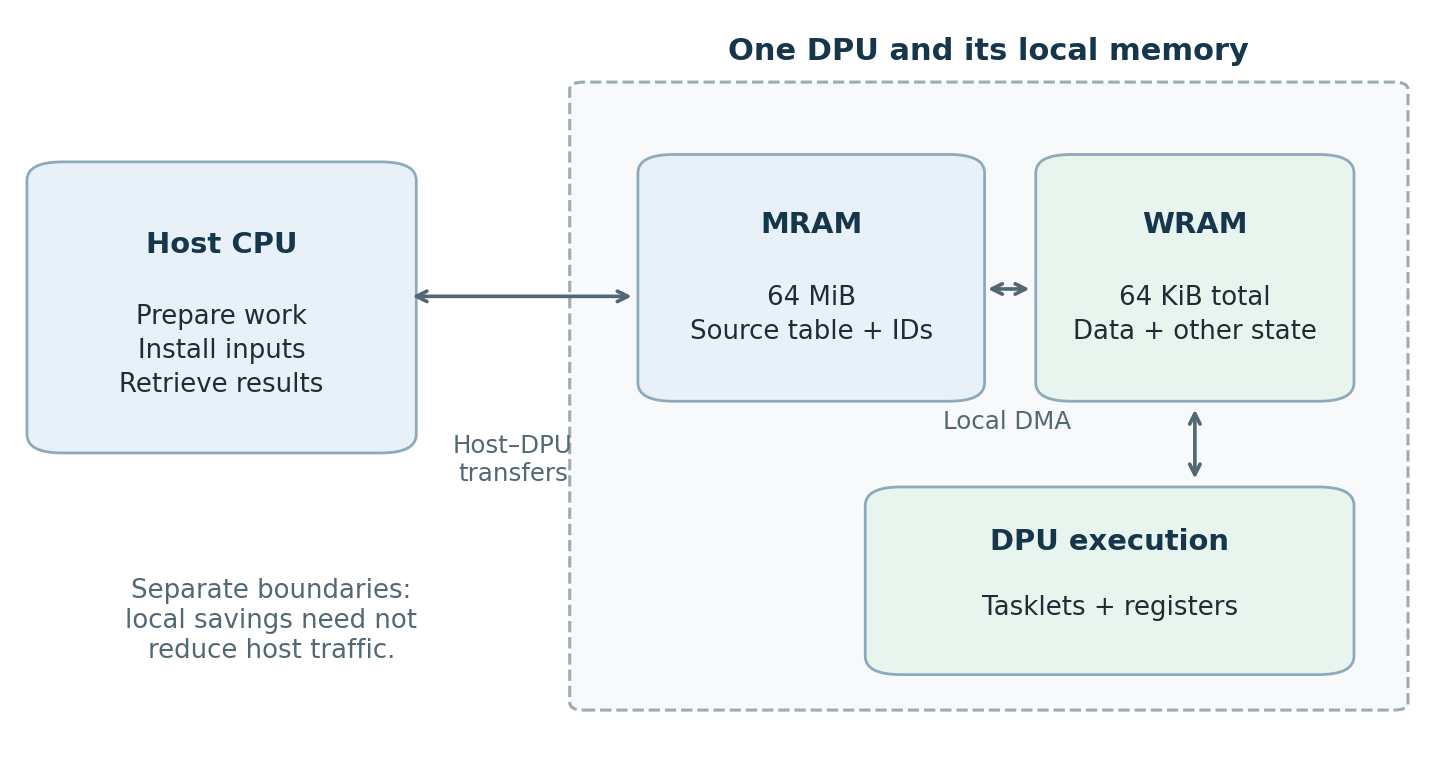 One DPU and its local memory
Host CPU
Prepare work
Install inputs
Retrieve results
Host–DPU
transfers
MRAM
64 MiB
Source table + IDs
WRAM
64 KiB total
Data + other state
Local DMA
DPU execution
Tasklets + registers
Separate boundaries:
local savings need not
reduce host traffic.